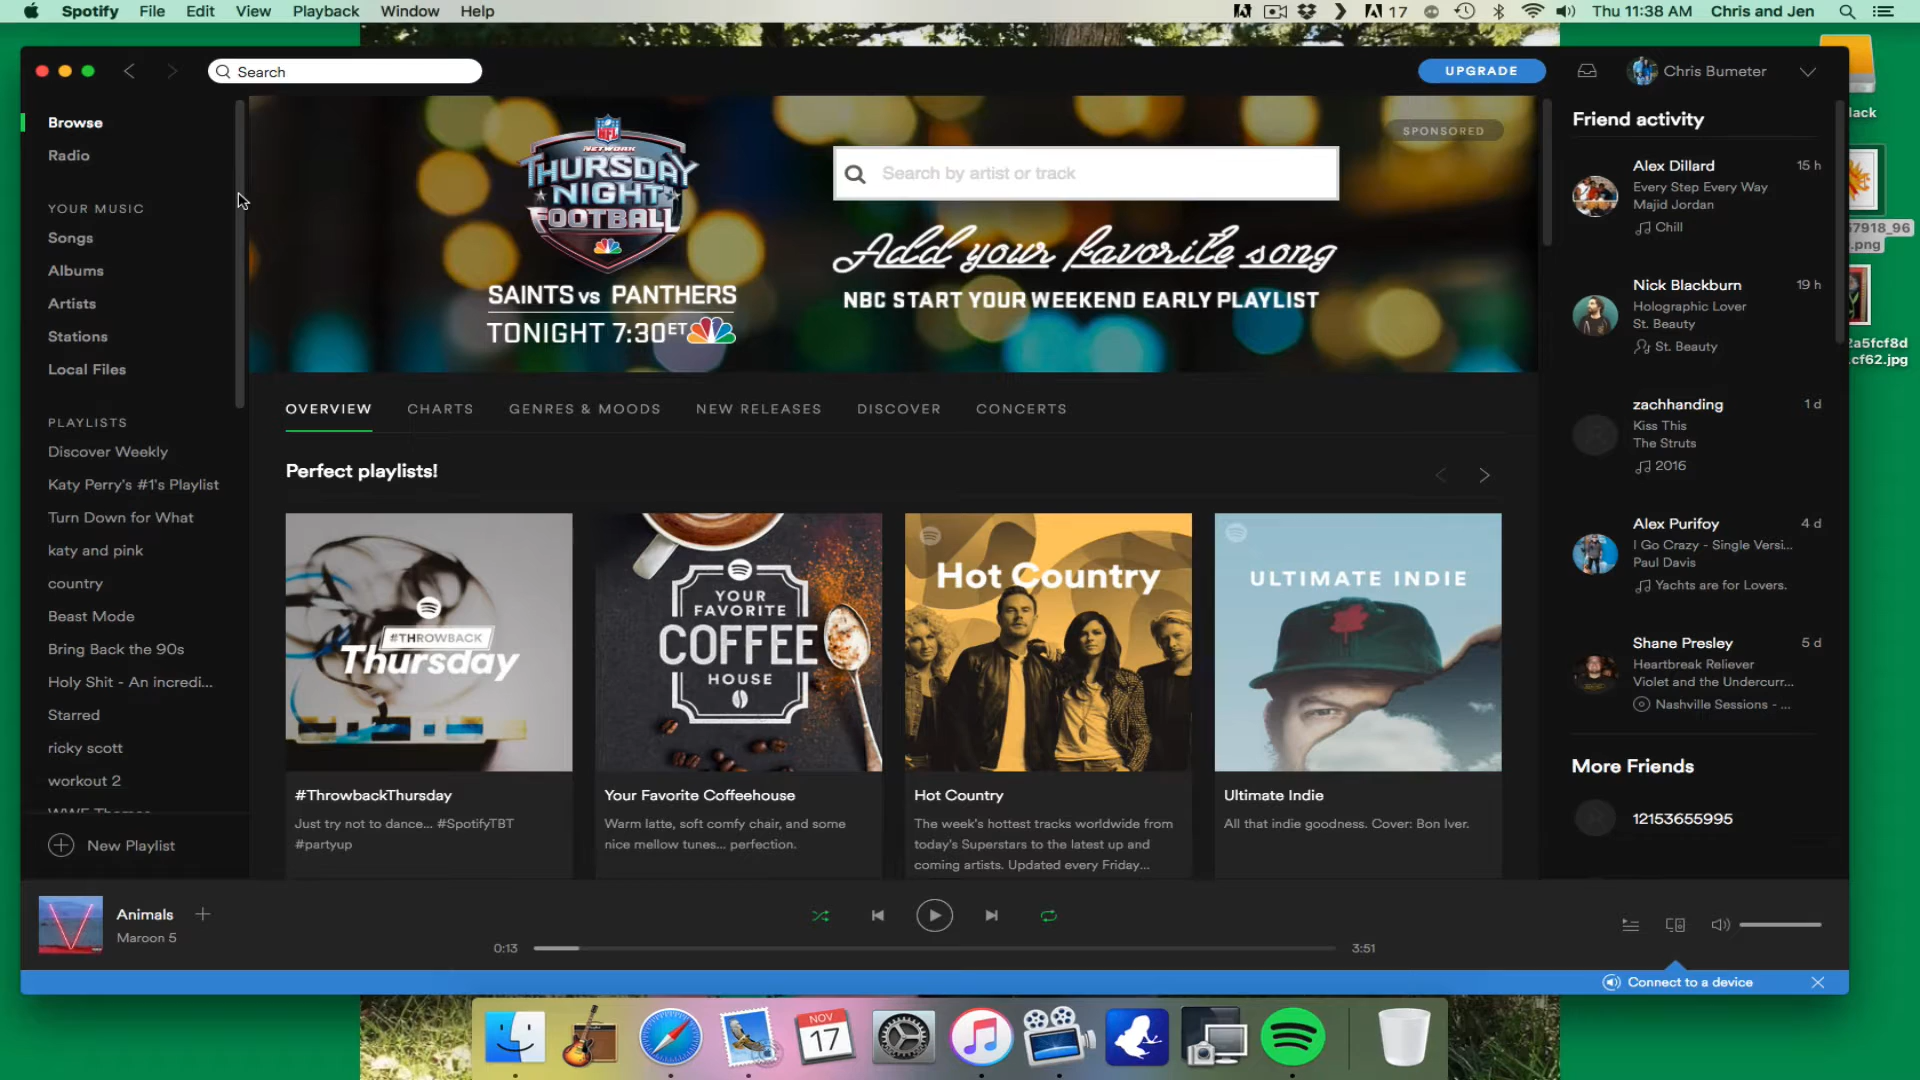 Spotify File Edit View Playback Window Help
17 Thu 11:38 AM Chris and Jen
Search
UPGRADE
Chris Bumeter
Browse
Radio
YOUR MUSIC
Songs
Albums
Artists
Stations
Local Files
PLAYLISTS
Discover Weekly
Katy Perry's #1's Playlist
Turn Down for What
katy and pink
country
Beast Mode
Bring Back the 90s
Holy Shit - An incredi...
Starred
ricky scott
workout 2
WWE Themes
New Playlist
NFL
NETWORK
THURSDAY
NIGHT
FOOTBALL
SAINTS vs PANTHERS
TONIGHT 7:30ET
SPONSORED
Search by artist or track
Add your favorite song
NBC START YOUR WEEKEND EARLY PLAYLIST
OVERVIEW CHARTS GENRES & MOODS NEW RELEASES DISCOVER CONCERTS
Perfect playlists!
#THROWBACK
Thursday
YOUR
FAVORITE
COFFEE
HOUSE
Hot Country
ULTIMATE INDIE
#ThrowbackThursday
Just try not to dance... #SpotifyTBT
#partyup
Your Favorite Coffeehouse
Warm latte, soft comfy chair, and some
nice mellow tunes... perfection.
Hot Country
The week's hottest tracks worldwide from
today's Superstars to the latest up and
coming artists. Updated every Friday...
Ultimate Indie
All that indie goodness. Cover: Bon Iver.
Friend activity
Alex Dillard 15 h
Every Step Every Way
Majid Jordan
Chill
Nick Blackburn 19 h
Holographic Lover
St. Beauty
St. Beauty
zachhanding 1 d
Kiss This
The Struts
2016
Alex Purifoy 4 d
I Go Crazy - Single Versi...
Paul Davis
Yachts are for Lovers.
Shane Presley 5 d
Heartbreak Reliever
Violet and the Undercurr...
Nashville Sessions - ...
More Friends
12153655995
lack
57918_96
.png
2a5fcf8d
.cf62.jpg
Animals
Maroon 5
0:13
3:51
Connect to a device
NOV
17